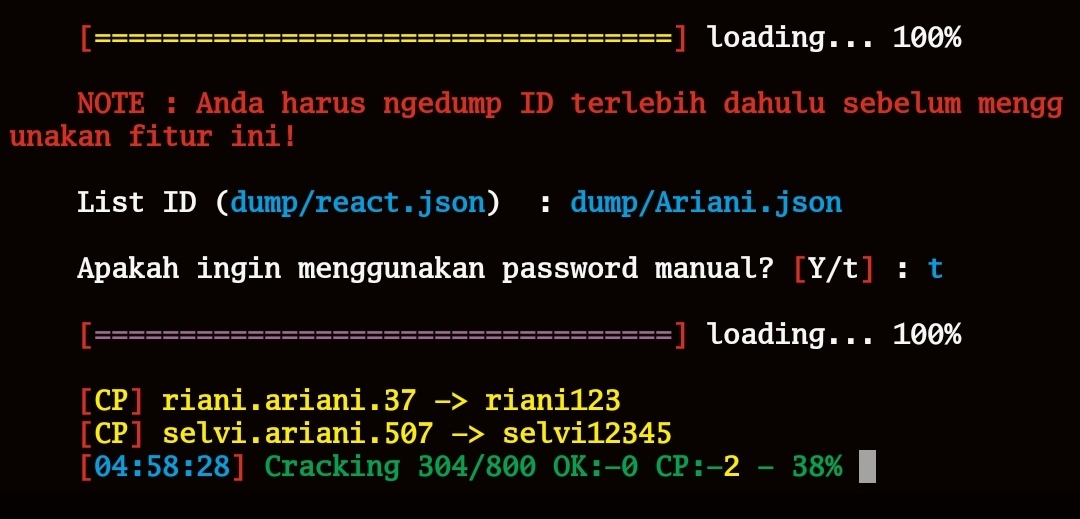 [==================================] loading... 100%
NOTE : Anda harus ngedump ID terlebih dahulu sebelum mengg
unakan fitur ini!
List ID (dump/react.json)  : dump/Ariani.json
Apakah ingin menggunakan password manual? [Y/t] : t
[==================================] loading... 100%
[CP] riani.ariani.37 -> riani123
[CP] selvi.ariani.507 -> selvi12345
[04:58:28] Cracking 304/800 OK:-0 CP:-2 - 38%